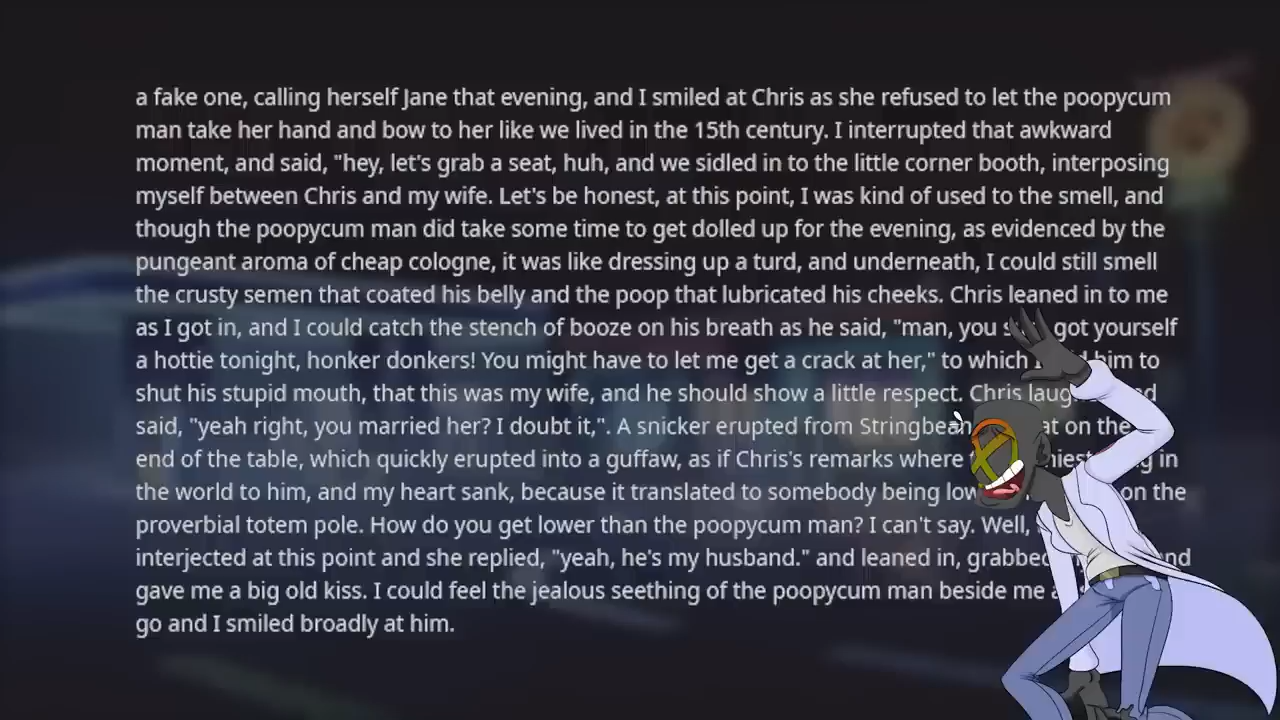 a fake one, calling herself Jane that evening, and I smiled at Chris as she refused to let the poopycum
man take her hand and bow to her like we lived in the 15th century. I interrupted that awkward
moment, and said, "hey, let's grab a seat, huh, and we sidled in to the little corner booth, interposing
myself between Chris and my wife. Let's be honest, at this point, I was kind of used to the smell, and
though the poopycum man did take some time to get dolled up for the evening, as evidenced by the
pungeant aroma of cheap cologne, it was like dressing up a turd, and underneath, I could still smell
the crusty semen that coated his belly and the poop that lubricated his cheeks. Chris leaned in to me
as I got in, and I could catch the stench of booze on his breath as he said, "man, you got yourself
a hottie tonight, honker donkers! You might have to let me get a crack at her," to which him to
shut his stupid mouth, that this was my wife, and he should show a little respect. Chris
said, "yeah right, you married her? I doubt it,". A snicker erupted from on the
end of the table, which quickly erupted into a guffaw, as if Chris's remarks where in
the world to him, and my heart sank, because it translated to somebody being on the
proverbial totem pole. How do you get lower than the poopycum man? I can't say. Well,
interjected at this point and she replied, "yeah, he's my husband." and leaned in,
gave me a big old kiss. I could feel the jealous seething of the poopycum man beside me
go and I smiled broadly at him.